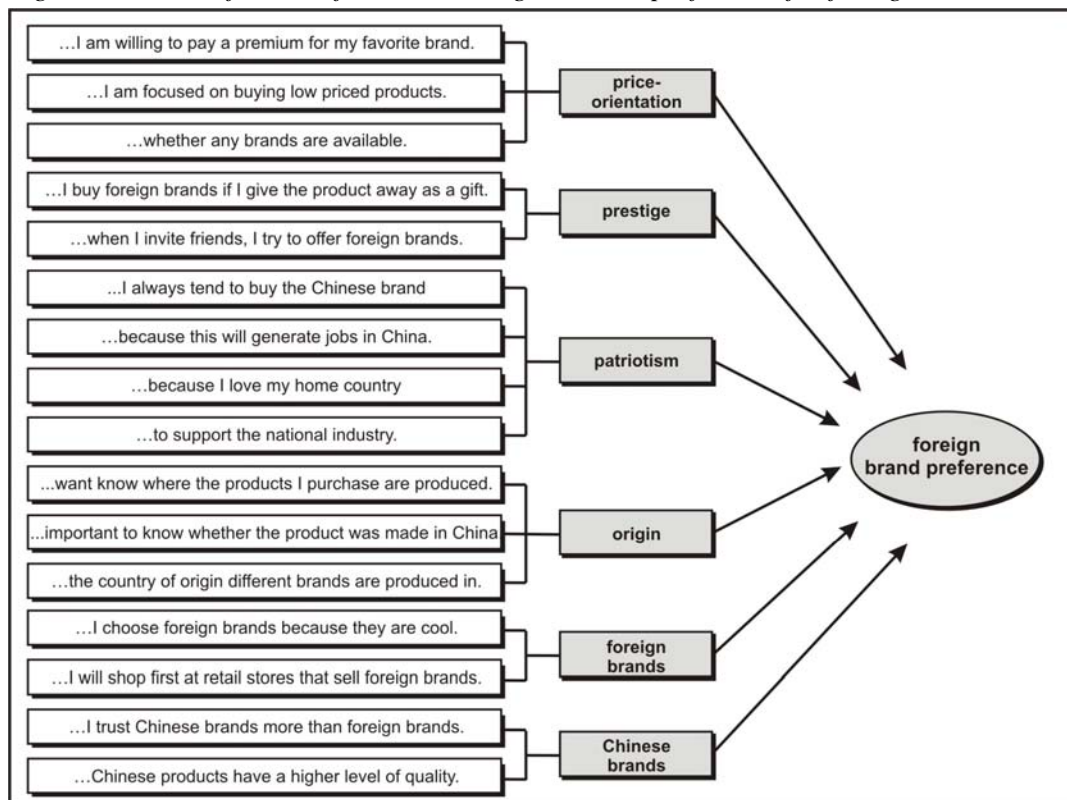 …I am willing to pay a premium for my favorite brand.
…I am focused on buying low priced products.
…whether any brands are available.
price-
orientation
…I buy foreign brands if I give the product away as a gift.
…when I invite friends, I try to offer foreign brands.
prestige
...I always tend to buy the Chinese brand
…because this will generate jobs in China.
…because I love my home country
…to support the national industry.
patriotism
...want know where the products I purchase are produced.
...important to know whether the product was made in China
…the country of origin different brands are produced in.
origin
…I choose foreign brands because they are cool.
…I will shop first at retail stores that sell foreign brands.
foreign
brands
…I trust Chinese brands more than foreign brands.
…Chinese products have a higher level of quality.
Chinese
brands
foreign
brand preference